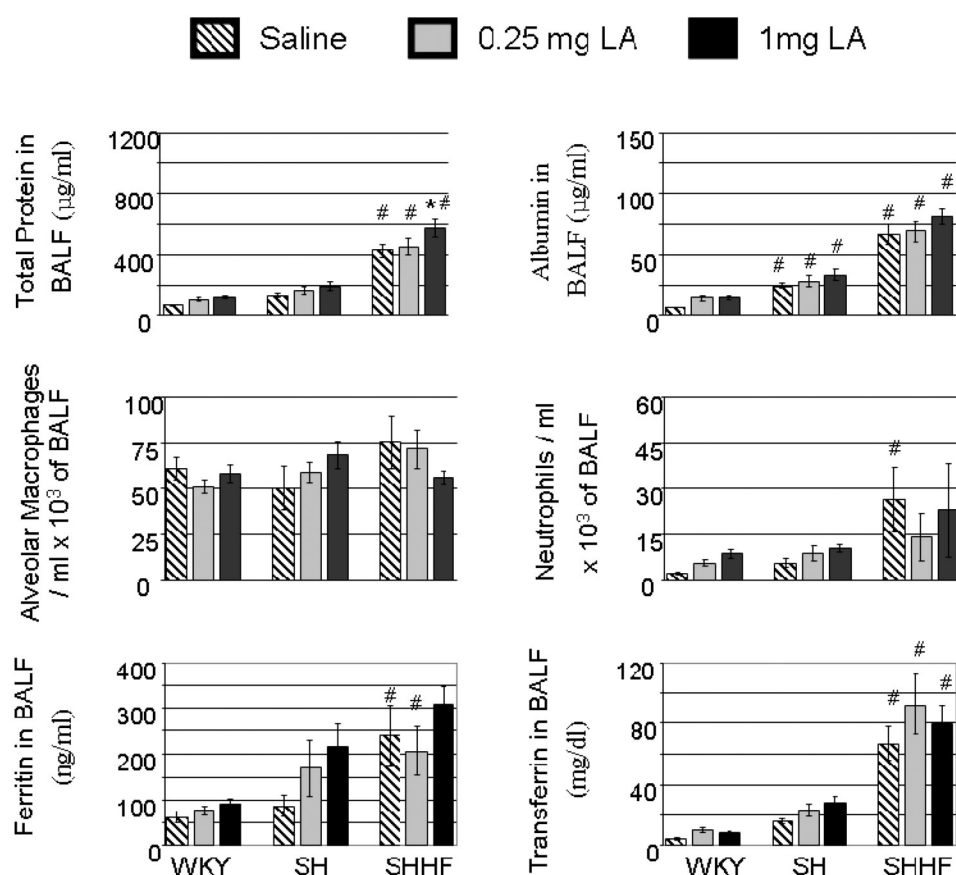 Saline 0.25 mg LA 1mg LA
Total Protein in
BALF (µg/ml)
1200
800
400
0
# # *#
Albumin in
BALF (µg/ml)
150
100
50
0
# # # # # #
Alveolar Macrophages
/ ml x 10³ of BALF
100
75
50
25
0
Neutrophils / ml
x 10³ of BALF
60
45
30
15
0
#
Ferritin in BALF
(ng/ml)
400
300
200
100
0
# #
WKY SH SHHF
Transferrin in BALF
(mg/dl)
120
80
40
20
0
# # #
WKY SH SHHF